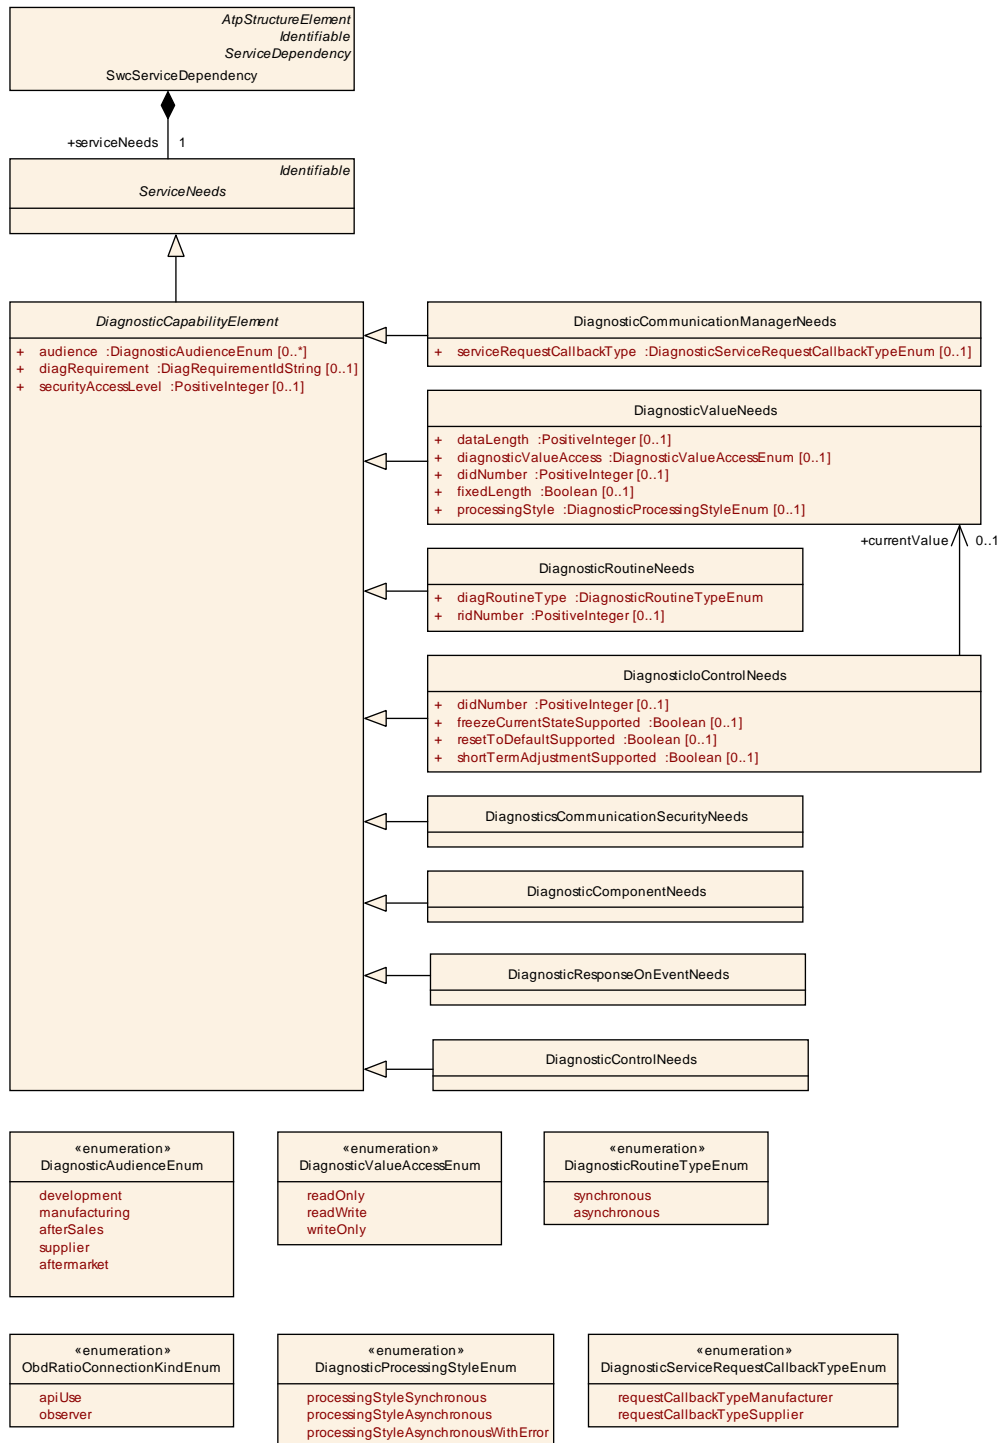 AtpStructureElement
Identifiable
ServiceDependency
SwcServiceDependency
+serviceNeeds 1
Identifiable
ServiceNeeds
DiagnosticCapabilityElement
+ audience :DiagnosticAudienceEnum [0..*]
+ diagRequirement :DiagRequirementIdString [0..1]
+ securityAccessLevel :PositiveInteger [0..1]
DiagnosticCommunicationManagerNeeds
+ serviceRequestCallbackType :DiagnosticServiceRequestCallbackTypeEnum [0..1]
DiagnosticValueNeeds
+ dataLength :PositiveInteger [0..1]
+ diagnosticValueAccess :DiagnosticValueAccessEnum [0..1]
+ didNumber :PositiveInteger [0..1]
+ fixedLength :Boolean [0..1]
+ processingStyle :DiagnosticProcessingStyleEnum [0..1]
+currentValue 0..1
DiagnosticRoutineNeeds
+ diagRoutineType :DiagnosticRoutineTypeEnum
+ ridNumber :PositiveInteger [0..1]
DiagnosticIoControlNeeds
+ didNumber :PositiveInteger [0..1]
+ freezeCurrentStateSupported :Boolean [0..1]
+ resetToDefaultSupported :Boolean [0..1]
+ shortTermAdjustmentSupported :Boolean [0..1]
DiagnosticsCommunicationSecurityNeeds
DiagnosticComponentNeeds
DiagnosticResponseOnEventNeeds
DiagnosticControlNeeds
«enumeration»
DiagnosticAudienceEnum
development
manufacturing
afterSales
supplier
aftermarket
«enumeration»
DiagnosticValueAccessEnum
readOnly
readWrite
writeOnly
«enumeration»
DiagnosticRoutineTypeEnum
synchronous
asynchronous
«enumeration»
ObdRatioConnectionKindEnum
apiUse
observer
«enumeration»
DiagnosticProcessingStyleEnum
processingStyleSynchronous
processingStyleAsynchronous
processingStyleAsynchronousWithError
«enumeration»
DiagnosticServiceRequestCallbackTypeEnum
requestCallbackTypeManufacturer
requestCallbackTypeSupplier